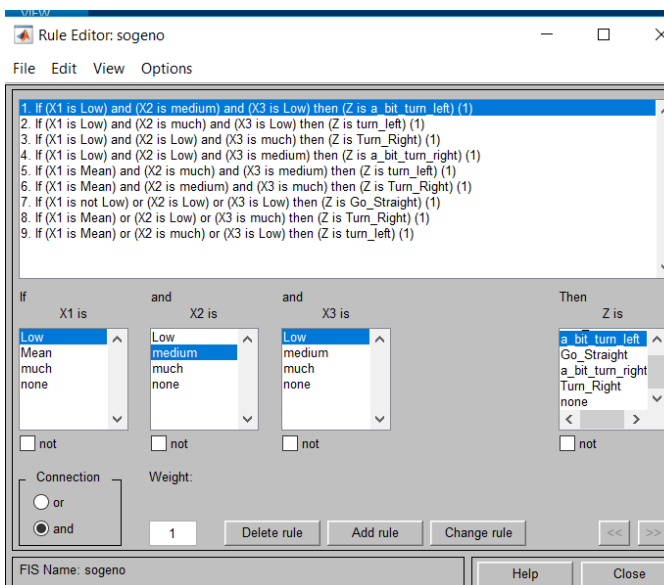 VIEW
Rule Editor: sogeno
File Edit View Options
1. If (X1 is Low) and (X2 is medium) and (X3 is Low) then (Z is a_bit_turn_left) (1)
2. If (X1 is Low) and (X2 is much) and (X3 is Low) then (Z is turn_left) (1)
3. If (X1 is Low) and (X2 is Low) and (X3 is much) then (Z is Turn_Right) (1)
4. If (X1 is Low) and (X2 is Low) and (X3 is medium) then (Z is a_bit_turn_right) (1)
5. If (X1 is Mean) and (X2 is much) and (X3 is medium) then (Z is turn_left) (1)
6. If (X1 is Mean) and (X2 is medium) and (X3 is much) then (Z is Turn_Right) (1)
7. If (X1 is not Low) or (X2 is Low) or (X3 is Low) then (Z is Go_Straight) (1)
8. If (X1 is Mean) or (X2 is Low) or (X3 is much) then (Z is Turn_Right) (1)
9. If (X1 is Mean) or (X2 is much) or (X3 is Low) then (Z is turn_left) (1)
If and and Then
X1 is X2 is X3 is Z is
Low Low Low a_bit_turn_left
Mean medium medium Go_Straight
much much much a_bit_turn_right
none none none Turn_Right
none
not not not not
Connection Weight:
or
and 1 Delete rule Add rule Change rule << >>
FIS Name: sogeno Help Close